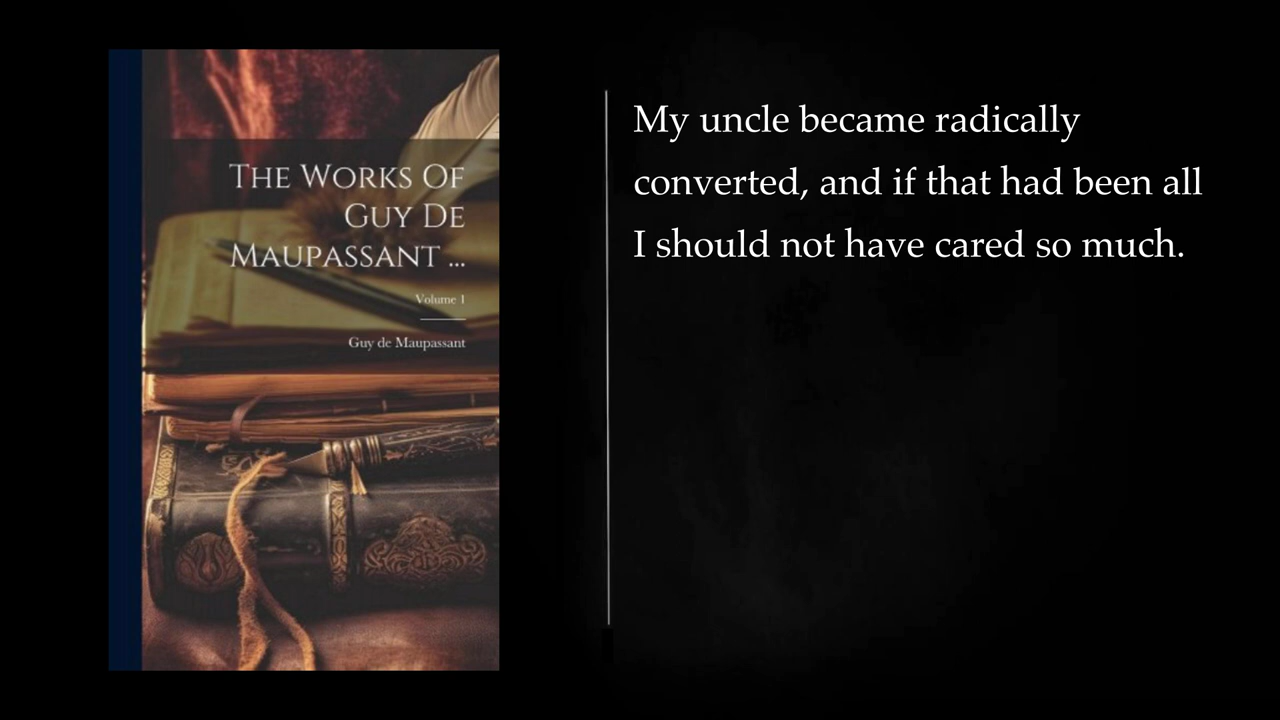 The Works Of
Guy De
Maupassant ...
Volume 1
Guy de Maupassant
My uncle became radically
converted, and if that had been all
I should not have cared so much.